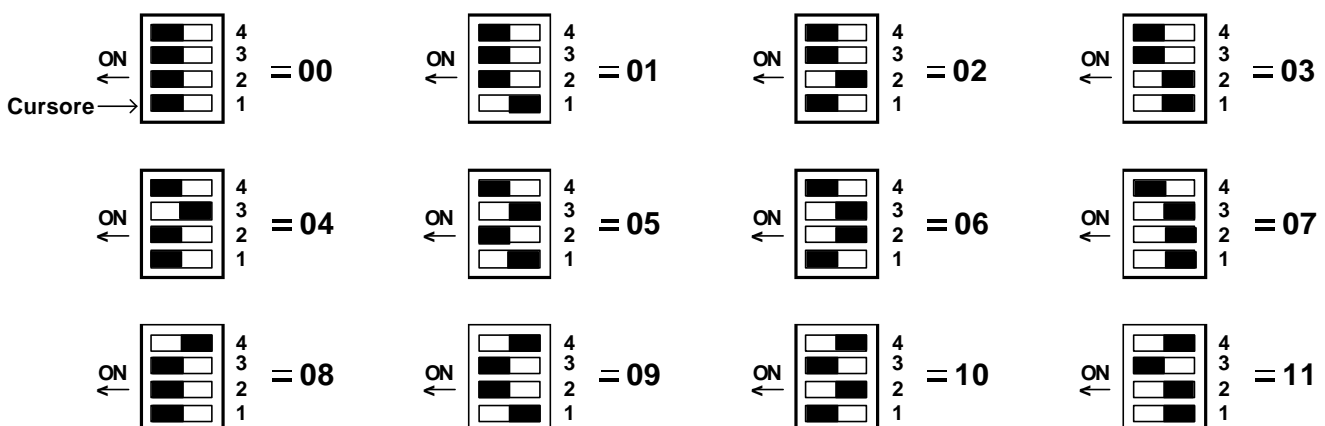 4 4 4 4
ON 3 ON 3 ON 3 ON 3
2 = 00 2 = 01 2 = 02 2 = 03
Cursore 1 1 1 1
4 4 4 4
ON 3 ON 3 ON 3 ON 3
2 = 04 2 = 05 2 = 06 2 = 07
1 1 1 1
4 4 4 4
ON 3 ON 3 ON 3 ON 3
2 = 08 2 = 09 2 = 10 2 = 11
1 1 1 1